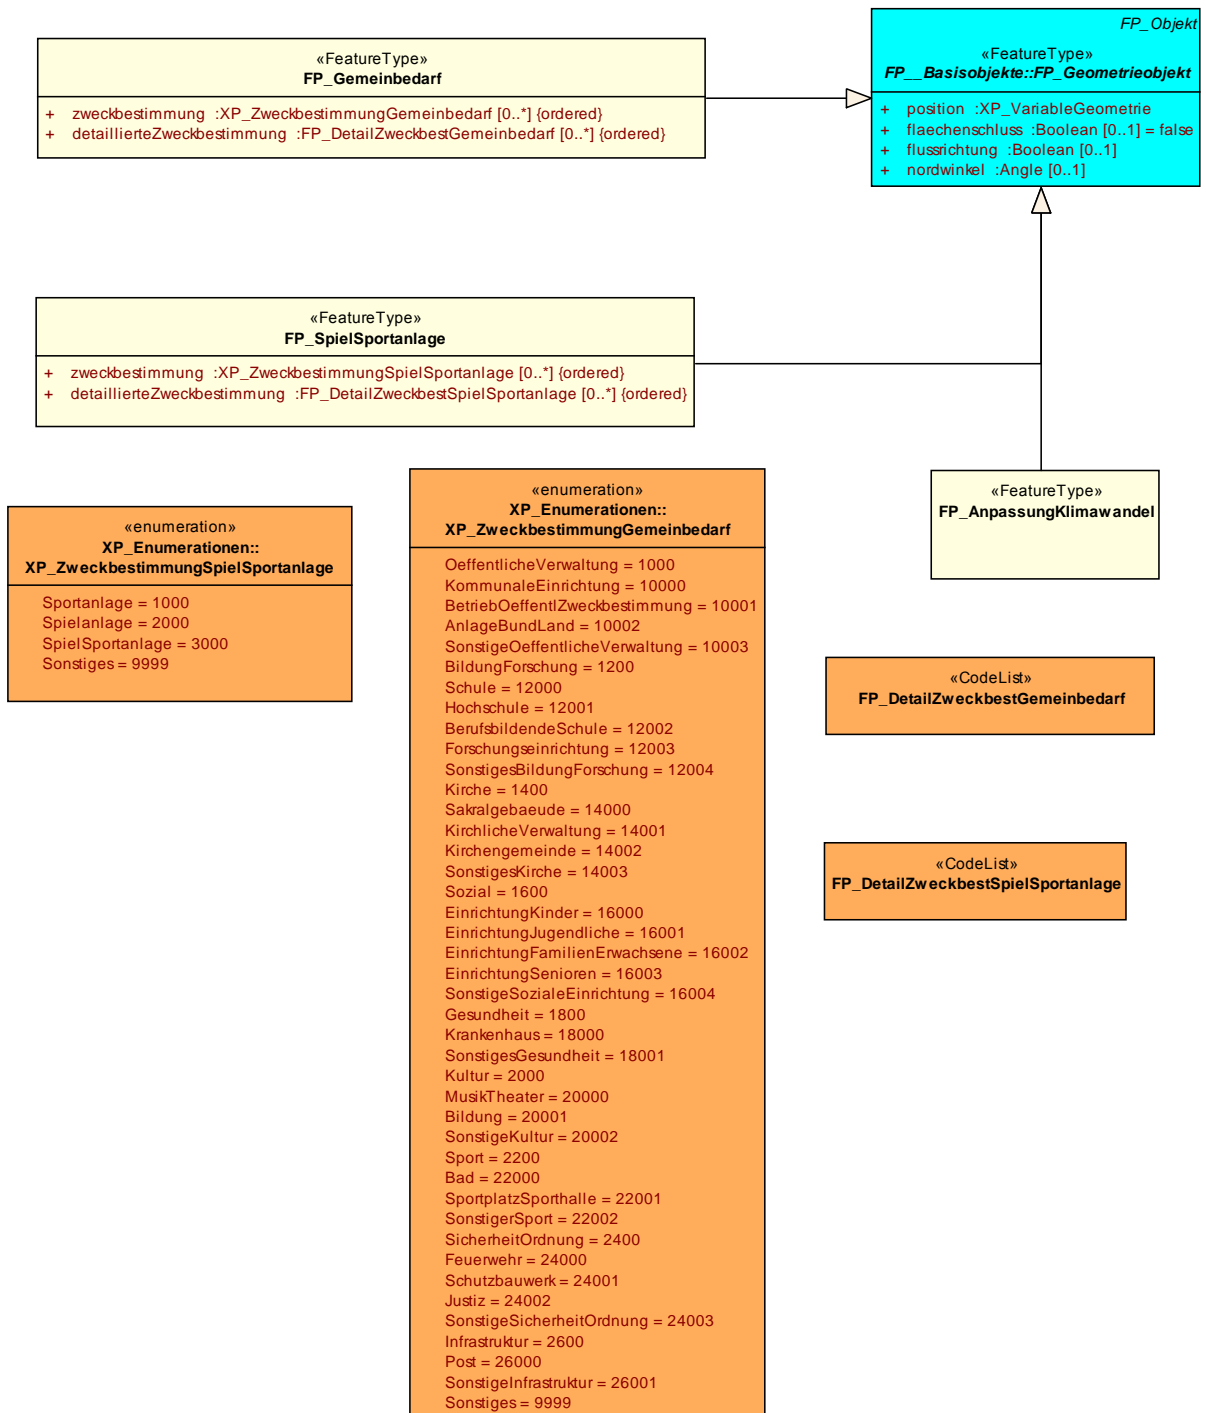 FP_Objekt
«FeatureType»
FP__Basisobjekte::FP_Geometrieobjekt
+ position :XP_VariableGeometrie
+ flaechenschluss :Boolean [0..1] = false
+ flussrichtung :Boolean [0..1]
+ nordwinkel :Angle [0..1]
«FeatureType»
FP_Gemeinbedarf
+ zweckbestimmung :XP_ZweckbestimmungGemeinbedarf [0..*] {ordered}
+ detaillierteZweckbestimmung :FP_DetailZweckbestGemeinbedarf [0..*] {ordered}
«FeatureType»
FP_SpielSportanlage
+ zweckbestimmung :XP_ZweckbestimmungSpielSportanlage [0..*] {ordered}
+ detaillierteZweckbestimmung :FP_DetailZweckbestSpielSportanlage [0..*] {ordered}
«enumeration»
XP_Enumerationen::
XP_ZweckbestimmungSpielSportanlage
Sportanlage = 1000
Spielanlage = 2000
SpielSportanlage = 3000
Sonstiges = 9999
«enumeration»
XP_Enumerationen::
XP_ZweckbestimmungGemeinbedarf
OeffentlicheVerwaltung = 1000
KommunaleEinrichtung = 10000
BetriebOeffentlZweckbestimmung = 10001
AnlageBundLand = 10002
SonstigeOeffentlicheVerwaltung = 10003
BildungForschung = 1200
Schule = 12000
Hochschule = 12001
BerufsbildendeSchule = 12002
Forschungseinrichtung = 12003
SonstigesBildungForschung = 12004
Kirche = 1400
Sakralgebaeude = 14000
KirchlicheVerwaltung = 14001
Kirchengemeinde = 14002
SonstigesKirche = 14003
Sozial = 1600
EinrichtungKinder = 16000
EinrichtungJugendliche = 16001
EinrichtungFamilienErwachsene = 16002
EinrichtungSenioren = 16003
SonstigeSozialeEinrichtung = 16004
Gesundheit = 1800
Krankenhaus = 18000
SonstigesGesundheit = 18001
Kultur = 2000
MusikTheater = 20000
Bildung = 20001
SonstigeKultur = 20002
Sport = 2200
Bad = 22000
SportplatzSporthalle = 22001
SonstigerSport = 22002
SicherheitOrdnung = 2400
Feuerwehr = 24000
Schutzbauwerk = 24001
Justiz = 24002
SonstigeSicherheitOrdnung = 24003
Infrastruktur = 2600
Post = 26000
SonstigeInfrastruktur = 26001
Sonstiges = 9999
«FeatureType»
FP_AnpassungKlimawandel
«CodeList»
FP_DetailZweckbestGemeinbedarf
«CodeList»
FP_DetailZweckbestSpielSportanlage